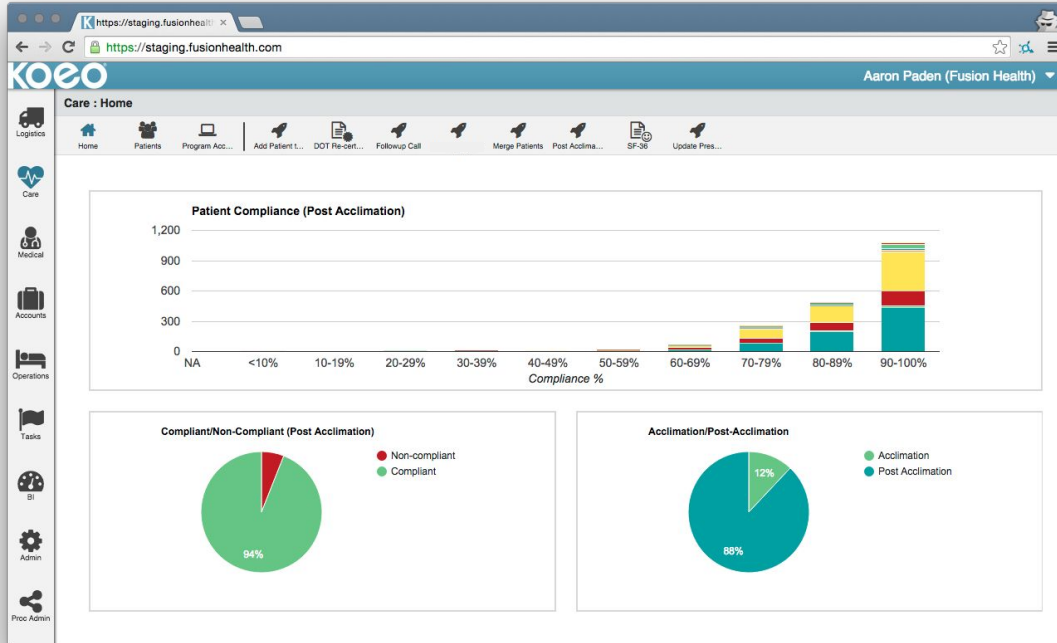 https://staging.fusionhealth
https://staging.fusionhealth.com
KOEO
Aaron Paden (Fusion Health)
Care : Home
Logistics
Home
Patients
Program Acc...
Add Patient t...
DOT Re-cert...
Followup Call
Merge Patients
Post Acclima...
SF-36
Update Pres...
Care
Medical
Accounts
Operations
Tasks
BI
Admin
Proc Admin
Patient Compliance (Post Acclimation)
1,200
900
600
300
0
NA <10% 10-19% 20-29% 30-39% 40-49% 50-59% 60-69% 70-79% 80-89% 90-100%
Compliance %
Compliant/Non-Compliant (Post Acclimation)
Non-compliant
Compliant
94%
Acclimation/Post-Acclimation
Acclimation
Post Acclimation
12%
88%